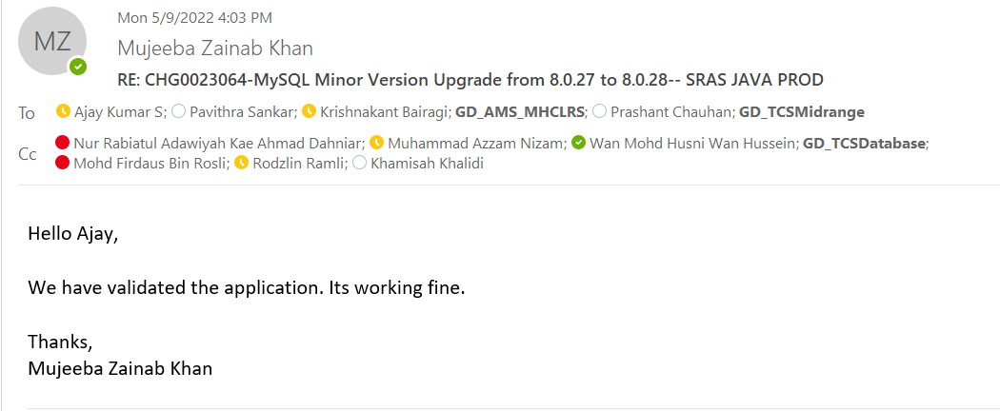 MZ
Mon 5/9/2022 4:03 PM
Mujeeba Zainab Khan
RE: CHG0023064-MySQL Minor Version Upgrade from 8.0.27 to 8.0.28-- SRAS JAVA PROD
To Ajay Kumar S; Pavithra Sankar; Krishnakant Bairagi; GD_AMS_MHCLRS; Prashant Chauhan; GD_TCSMidrange
Cc Nur Rabiatul Adawiyah Kae Ahmad Dahniar; Muhammad Azzam Nizam; Wan Mohd Husni Wan Hussein; GD_TCSDatabase;
Mohd Firdaus Bin Rosli; Rodzlin Ramli; Khamisah Khalidi
Hello Ajay,
We have validated the application. Its working fine.
Thanks,
Mujeeba Zainab Khan